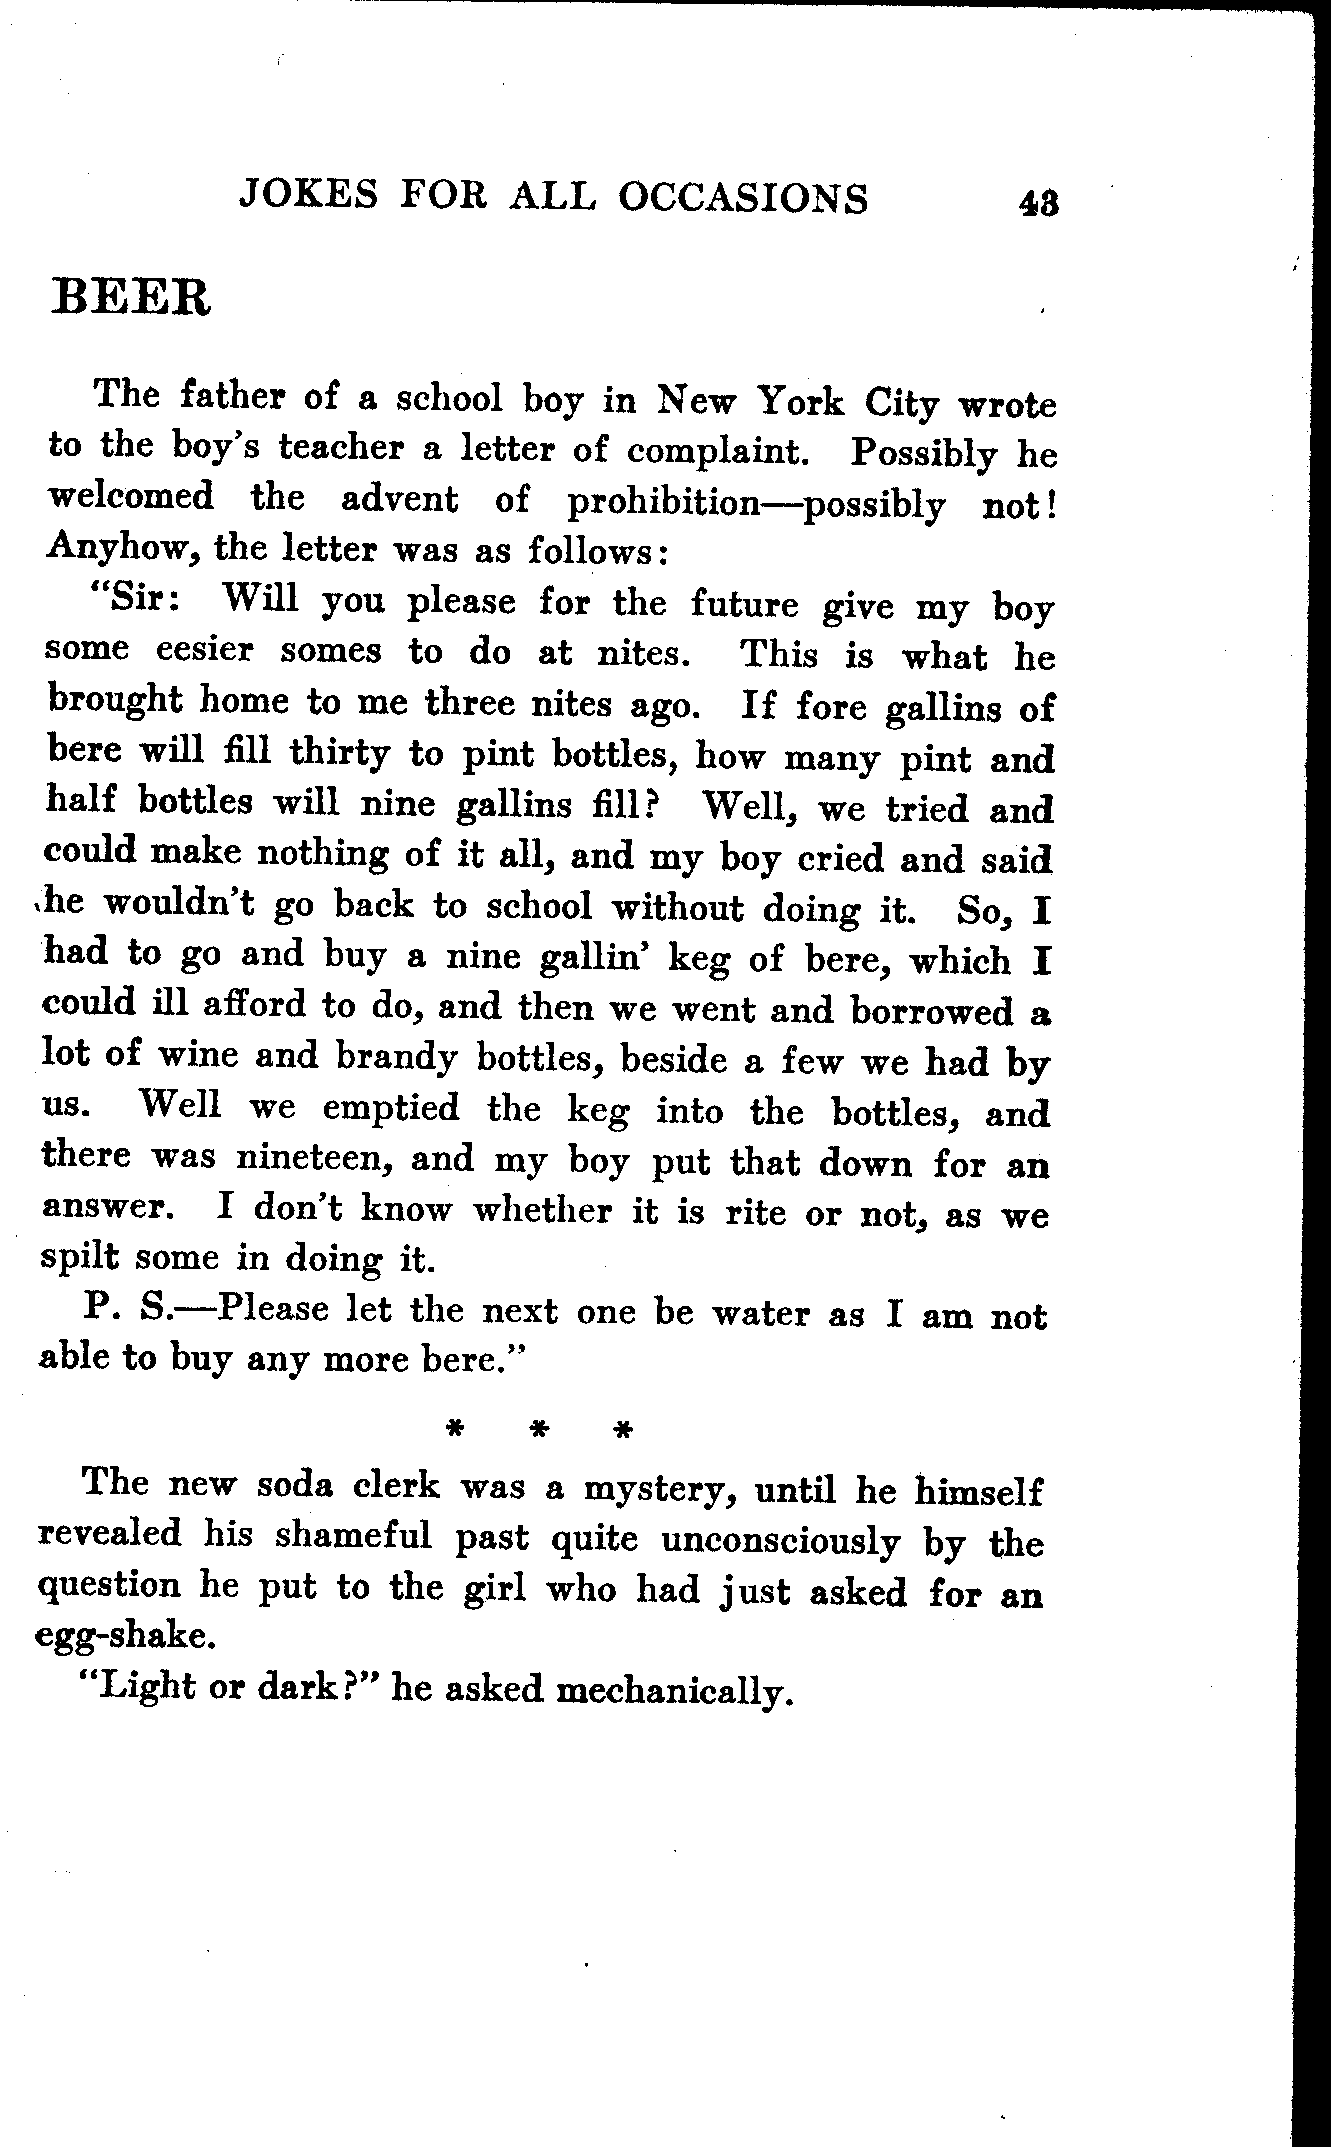 JOKES FOR ALL OCCASIONS 43
BEER
The father of a school boy in New York City wrote
to the boy's teacher a letter of complaint. Possibly he
welcomed the advent of prohibition—possibly not!
Anyhow, the letter was as follows:
"Sir: Will you please for the future give my boy
some eesier somes to do at nites. This is what he
brought home to me three nites ago. If fore gallins of
bere will fill thirty to pint bottles, how many pint and
half bottles will nine gallins fill? Well, we tried and
could make nothing of it all, and my boy cried and said
he wouldn't go back to school without doing it. So, I
had to go and buy a nine gallin' keg of bere, which I
could ill afford to do, and then we went and borrowed a
lot of wine and brandy bottles, beside a few we had by
us. Well we emptied the keg into the bottles, and
there was nineteen, and my boy put that down for an
answer. I don't know whether it is rite or not, as we
spilt some in doing it.
P. S.—Please let the next one be water as I am not
able to buy any more bere."
* * *
The new soda clerk was a mystery, until he himself
revealed his shameful past quite unconsciously by the
question he put to the girl who had just asked for an
egg-shake.
"Light or dark?" he asked mechanically.